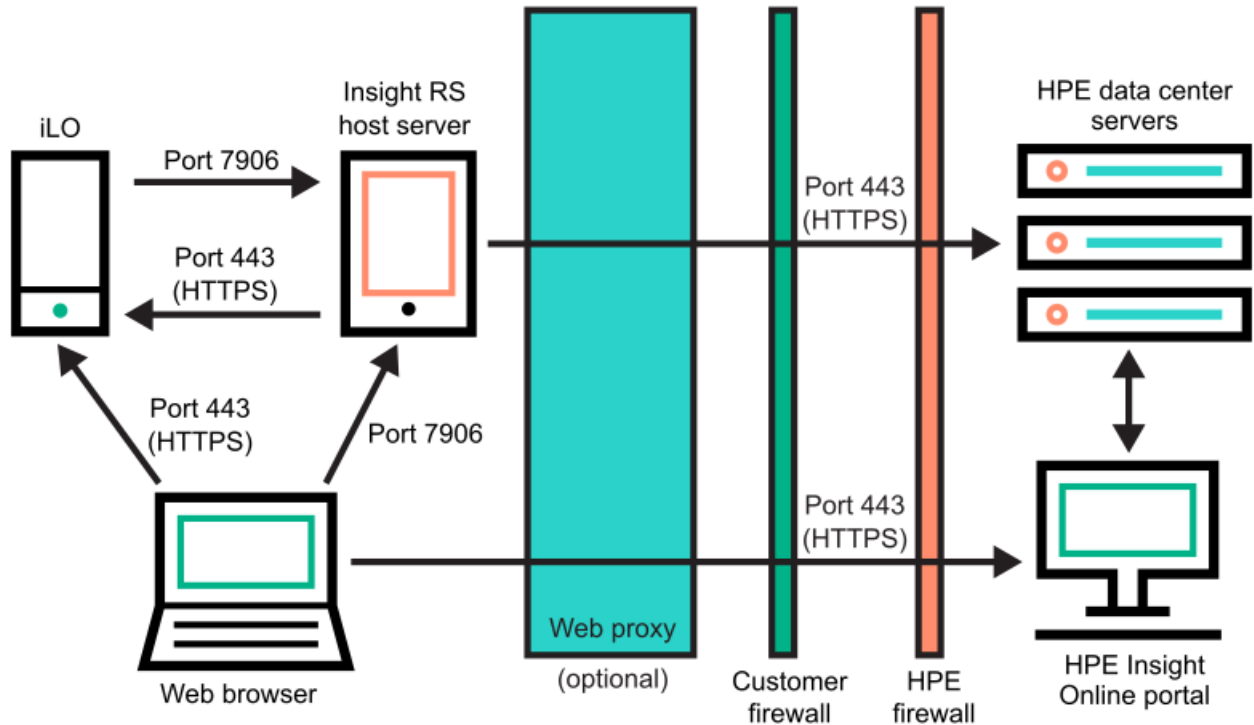 iLO
Insight RS
host server
HPE data center
servers
Port 7906
Port 443
(HTTPS)
Port 443
(HTTPS)
Port 443
(HTTPS)
Port 7906
Port 443
(HTTPS)
Web browser
Web proxy
(optional)
Customer
firewall
HPE
firewall
HPE Insight
Online portal